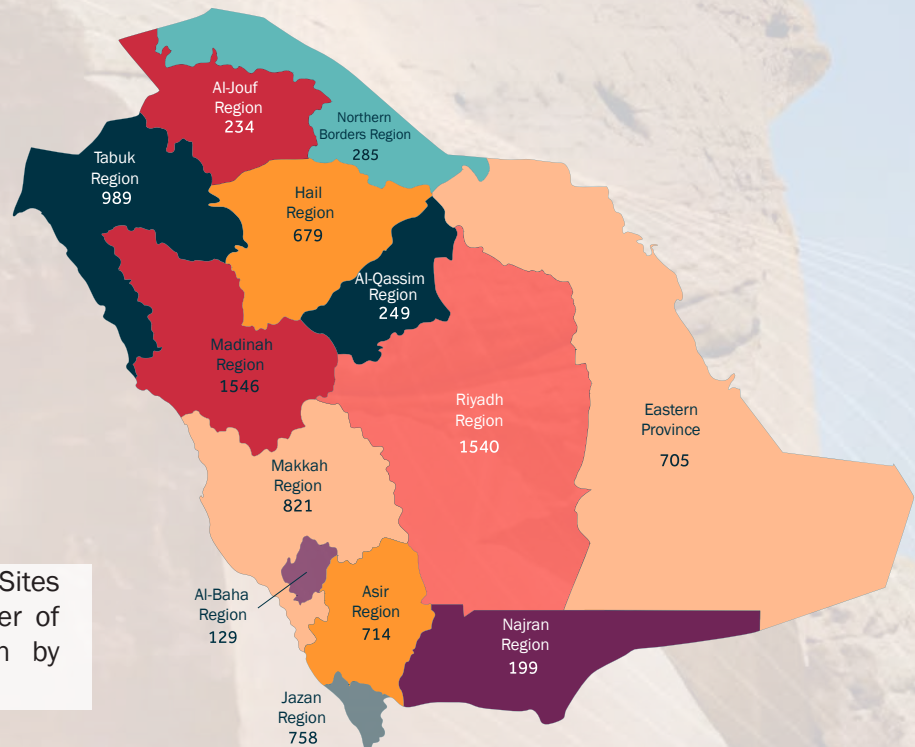 Al-Jouf
Region
234
Northern
Borders Region
285
Tabuk
Region
989
Hail
Region
679
Al-Qassim
Region
249
Madinah
Region
1546
Riyadh
Region
1540
Eastern
Province
705
Makkah
Region
821
Al-Baha
Region
129
Asir
Region
714
Najran
Region
199
Jazan
Region
758
Sites
of
by